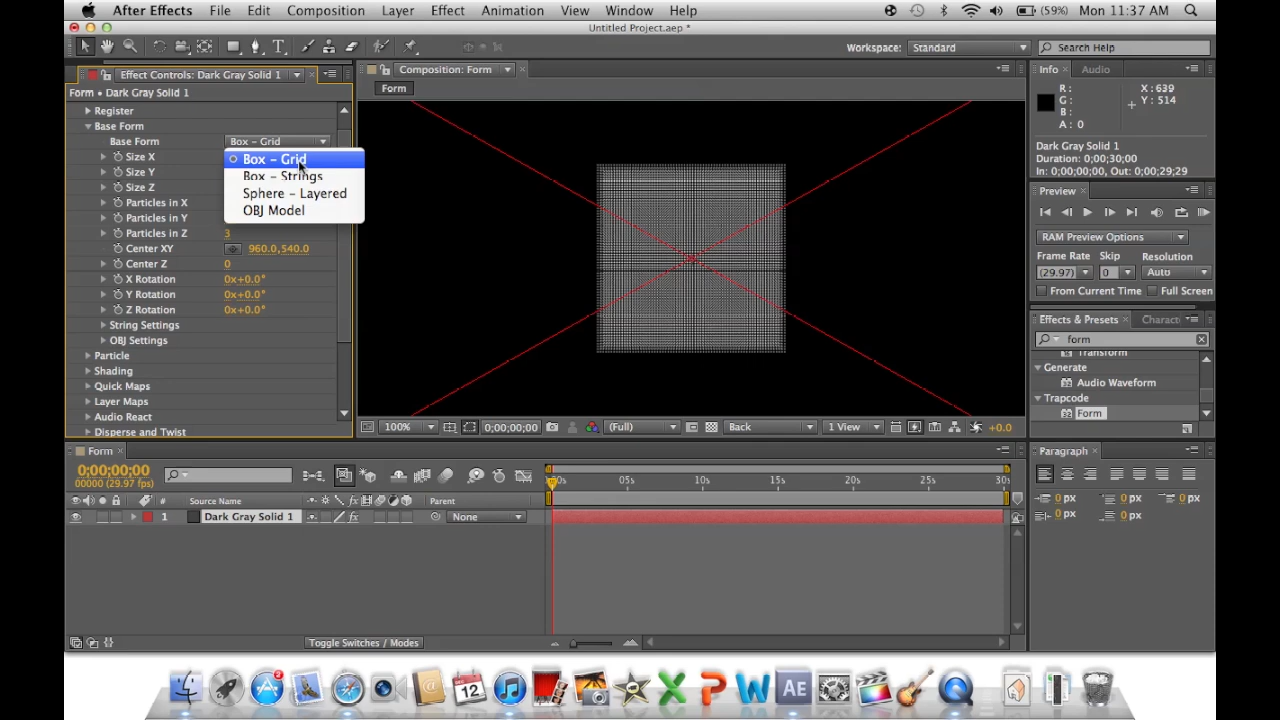 After Effects File Edit Composition Layer Effect Animation View Window Help (59%) Mon 11:37 AM
Untitled Project.aep *
Workspace: Standard Search Help
Effect Controls: Dark Gray Solid 1
Form • Dark Gray Solid 1
Register
Base Form
Base Form Box - Grid
Size X
Size Y
Size Z
Particles in X
Particles in Y
Particles in Z 3
Center XY 960.0,540.0
Center Z 0
X Rotation 0x+0.0°
Y Rotation 0x+0.0°
Z Rotation 0x+0.0°
String Settings
OBJ Settings
Particle
Shading
Quick Maps
Layer Maps
Audio React
Disperse and Twist
Box - Grid
Box - Strings
Sphere - Layered
OBJ Model
Composition: Form
Form
100% 0;00;00;00 (Full) Back 1 View +0.0
Info Audio
R: X: 639
G: Y: 514
B:
A: 0
Dark Gray Solid 1
Duration: 0;00;30;00
In: 0;00;00;00, Out: 0;00;29;29
Preview
RAM Preview Options
Frame Rate Skip Resolution
(29.97) 0 Auto
From Current Time Full Screen
Effects & Presets Charact
form
Transform
Generate
Audio Waveform
Trapcode
Form
Form
0;00;00;00
00000 (29.97 fps)
05s 10s 15s 20s 25s 30s
# Source Name Parent
1 Dark Gray Solid 1 None
Toggle Switches / Modes
Paragraph
0 px 0 px 0 px
0 px 0 px
2
12
AE